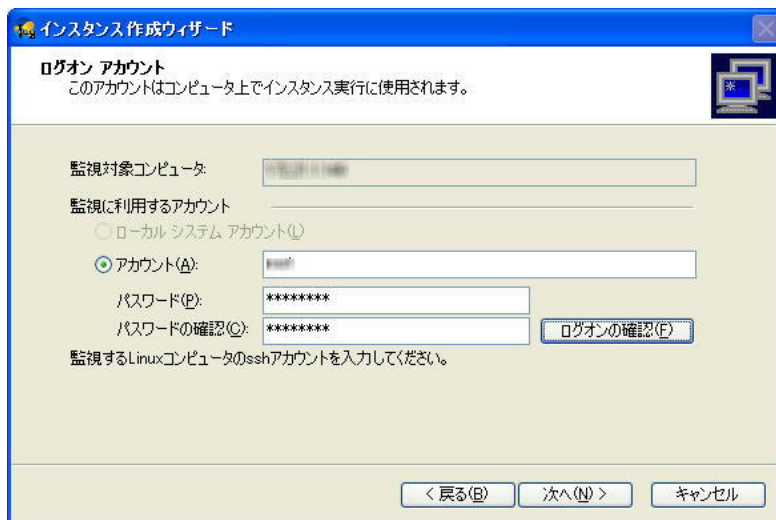 インスタンス作成ウィザード
ログオン アカウント
このアカウントはコンピュータ上でインスタンス実行に使用されます。
監視対象コンピュータ:
監視に利用するアカウント
ローカル システム アカウント(L)
アカウント(A):
パスワード(P): ********
パスワードの確認(C): ******** ログオンの確認(F)
監視するLinuxコンピュータのsshアカウントを入力してください。
< 戻る(B) 次へ(N) > キャンセル